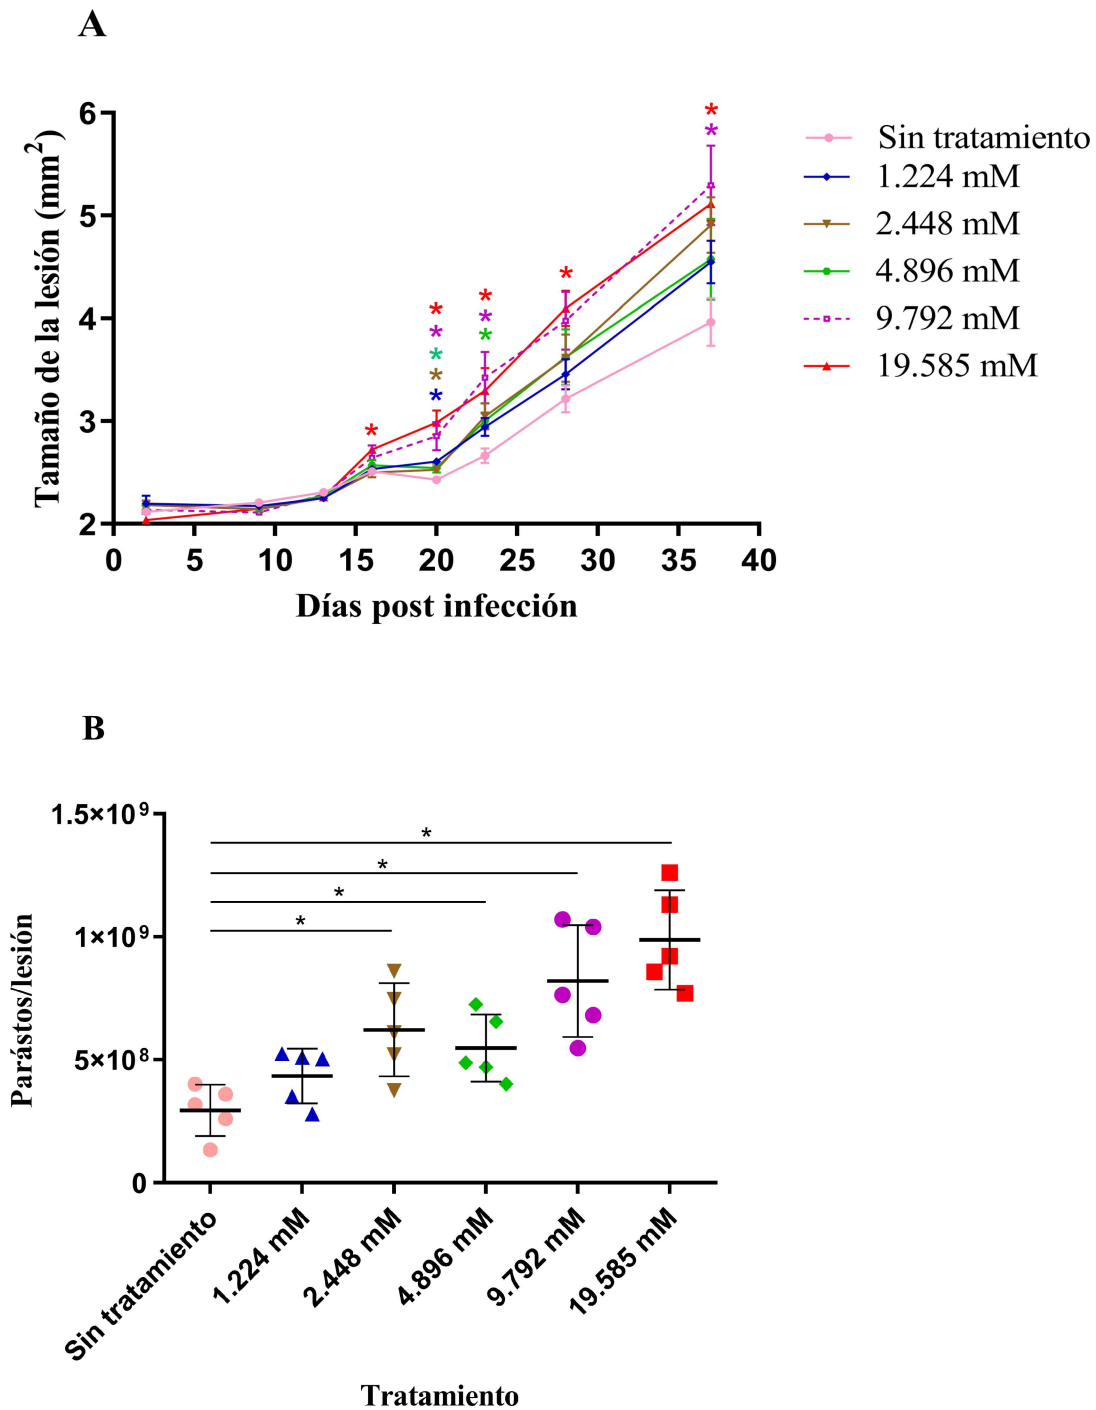 A
Tamaño de la lesión (mm²)
6
5
4
3
2
* * * * * * * * * * * *
0 5 10 15 20 25 30 35 40
Días post infección
Sin tratamiento
1.224 mM
2.448 mM
4.896 mM
9.792 mM
19.585 mM
B
Parástos/lesión
1.5×10⁹
1×10⁹
5×10⁸
0
*
*
*
*
Sin tratamiento
1.224 mM
2.448 mM
4.896 mM
9.792 mM
19.585 mM
Tratamiento